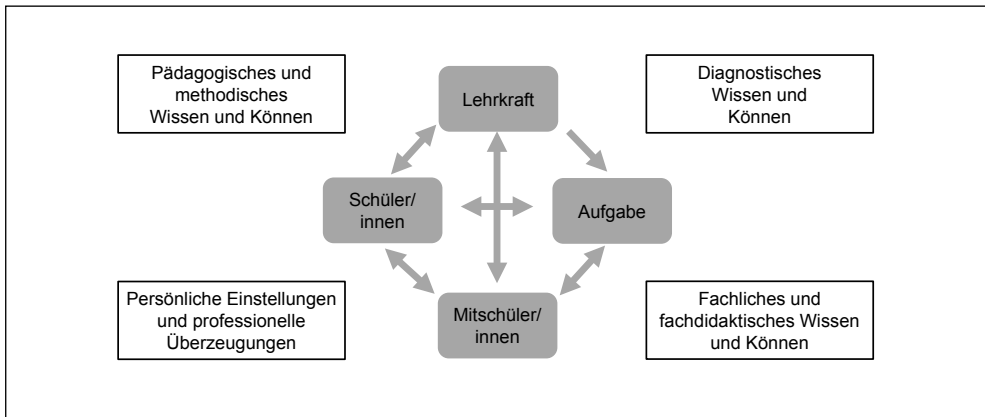 Pädagogisches und
methodisches
Wissen und Können
Lehrkraft
Diagnostisches
Wissen und
Können
Schüler/
innen
Aufgabe
Persönliche Einstellungen
und professionelle
Überzeugungen
Mitschüler/
innen
Fachliches und
fachdidaktisches Wissen
und Können